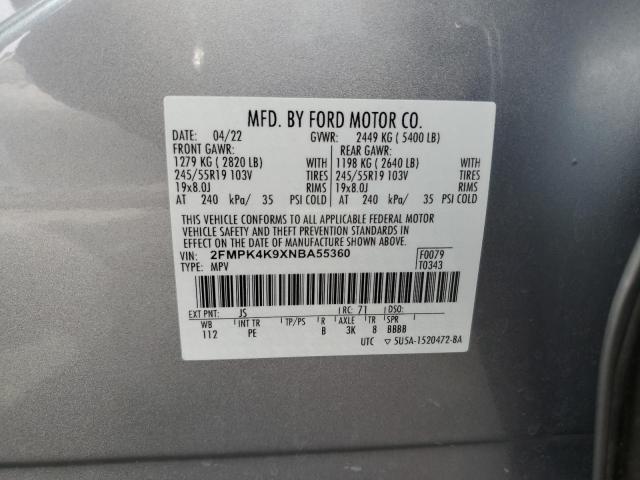 MFD. BY FORD MOTOR CO.
DATE: 04/22 GVWR: 2449 KG ( 5400 LB)
FRONT GAWR: REAR GAWR:
1279 KG ( 2820 LB) WITH 1198 KG ( 2640 LB) WITH
245/55R19 103V TIRES 245/55R19 103V TIRES
19x8.0J RIMS 19x8.0J RIMS
AT 240 kPa/ 35 PSI COLD AT 240 kPa/ 35 PSI COLD
THIS VEHICLE CONFORMS TO ALL APPLICABLE FEDERAL MOTOR
VEHICLE SAFETY AND THEFT PREVENTION STANDARDS IN
EFFECT ON THE DATE OF MANUFACTURE SHOWN ABOVE.
VIN: 2FMPK4K9XNBA55360 F0079
TYPE: MPV T0343
EXT PNT: JS RC: 71 DSO:
WB INT TR TP/PS R AXLE TR SPR
112 PE B 3K 8 BBBB
UTC ▽ 5U5A-1520472-BA